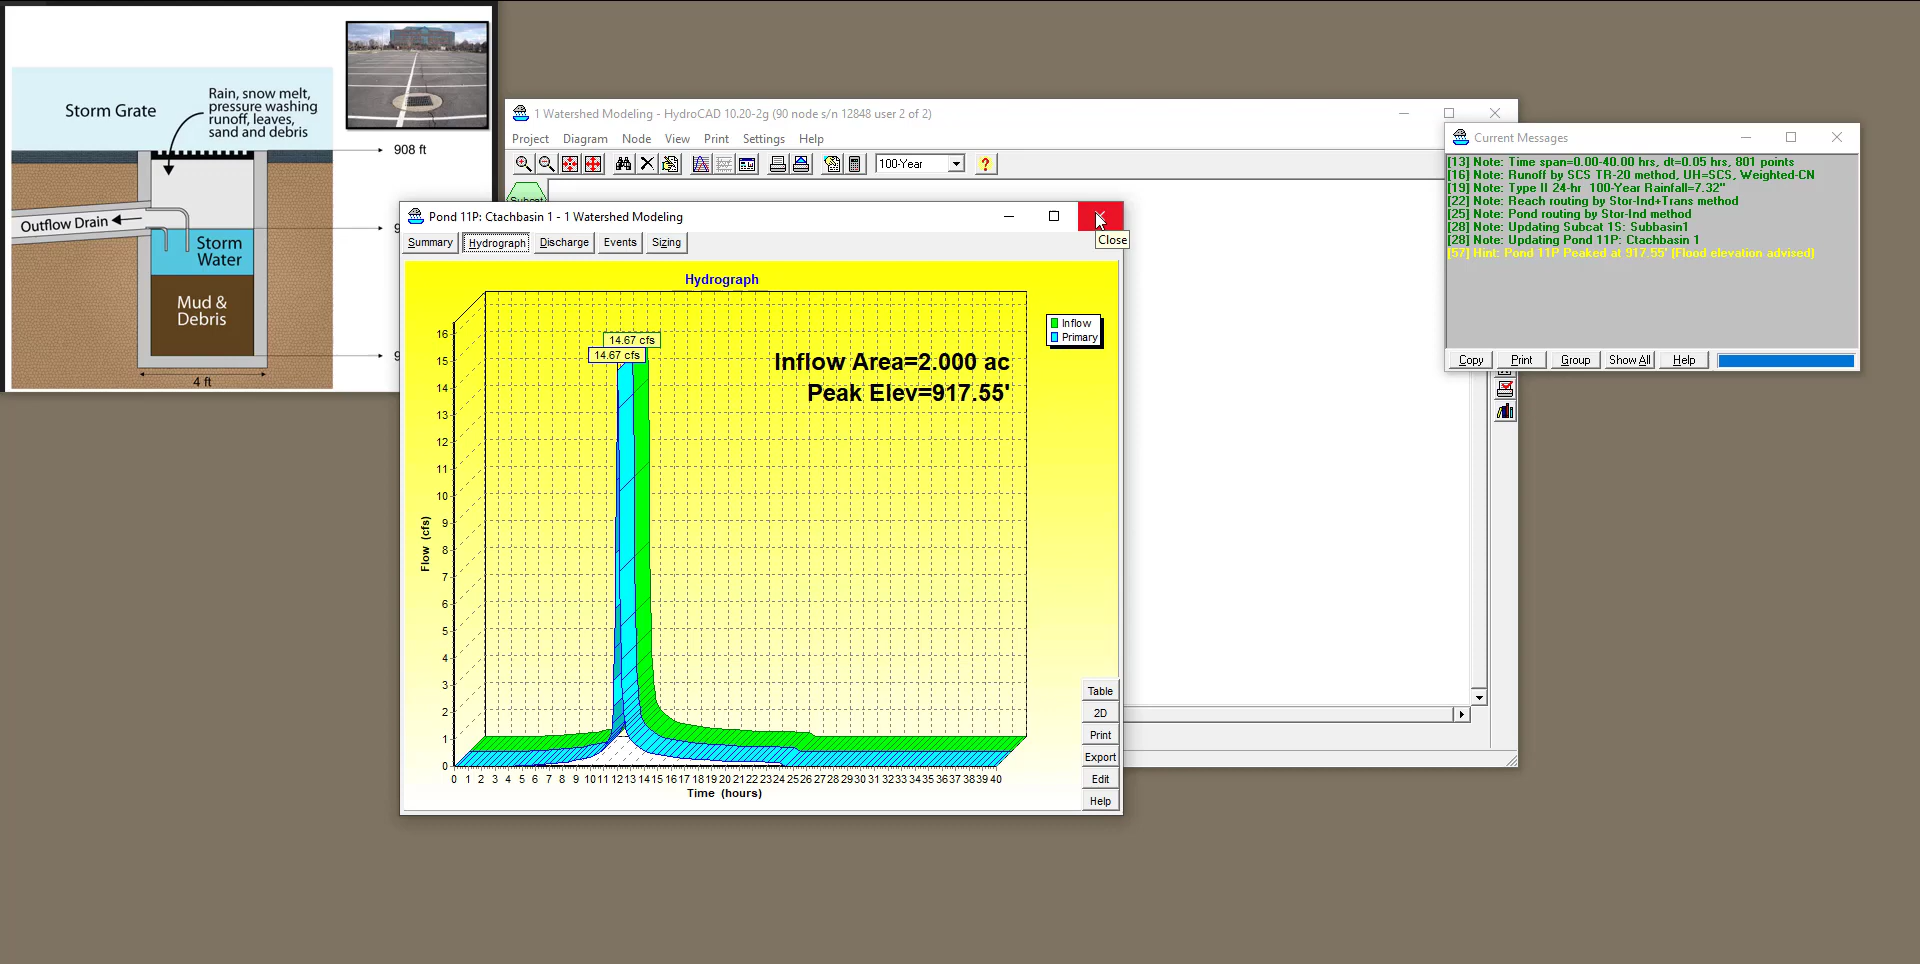 Storm Grate
Rain, snow melt,
pressure washing
runoff, leaves,
sand and debris
908 ft
Outflow Drain
Storm
Water
Mud &
Debris
4 ft
1 Watershed Modeling - HydroCAD 10.20-2g (90 node s/n 12848 user 2 of 2)
Project Diagram Node View Print Settings Help
100-Year
?
Pond 11P: Ctachbasin 1 - 1 Watershed Modeling
Close
Summary Hydrograph Discharge Events Sizing
Hydrograph
Inflow
Primary
14.67 cfs
14.67 cfs
Inflow Area=2.000 ac
Peak Elev=917.55'
16
15
14
13
12
11
10
9
8
7
6
5
4
3
2
1
0
Flow (cfs)
0 1 2 3 4 5 6 7 8 9 10 11 12 13 14 15 16 17 18 19 20 21 22 23 24 25 26 27 28 29 30 31 32 33 34 35 36 37 38 39 40
Time (hours)
Table
2D
Print
Export
Edit
Help
Current Messages
[13] Note: Time span=0.00-40.00 hrs, dt=0.05 hrs, 801 points
[16] Note: Runoff by SCS TR-20 method, UH=SCS, Weighted-CN
[19] Note: Type II 24-hr 100-Year Rainfall=7.32"
[22] Note: Reach routing by Stor-Ind+Trans method
[25] Note: Pond routing by Stor-Ind method
[28] Note: Updating Subcat 1S: Subbasin1
[28] Note: Updating Pond 11P: Ctachbasin 1
[57] Hint: Pond 11P Peaked at 917.55' (Flood elevation advised)
Copy Print Group Show All Help